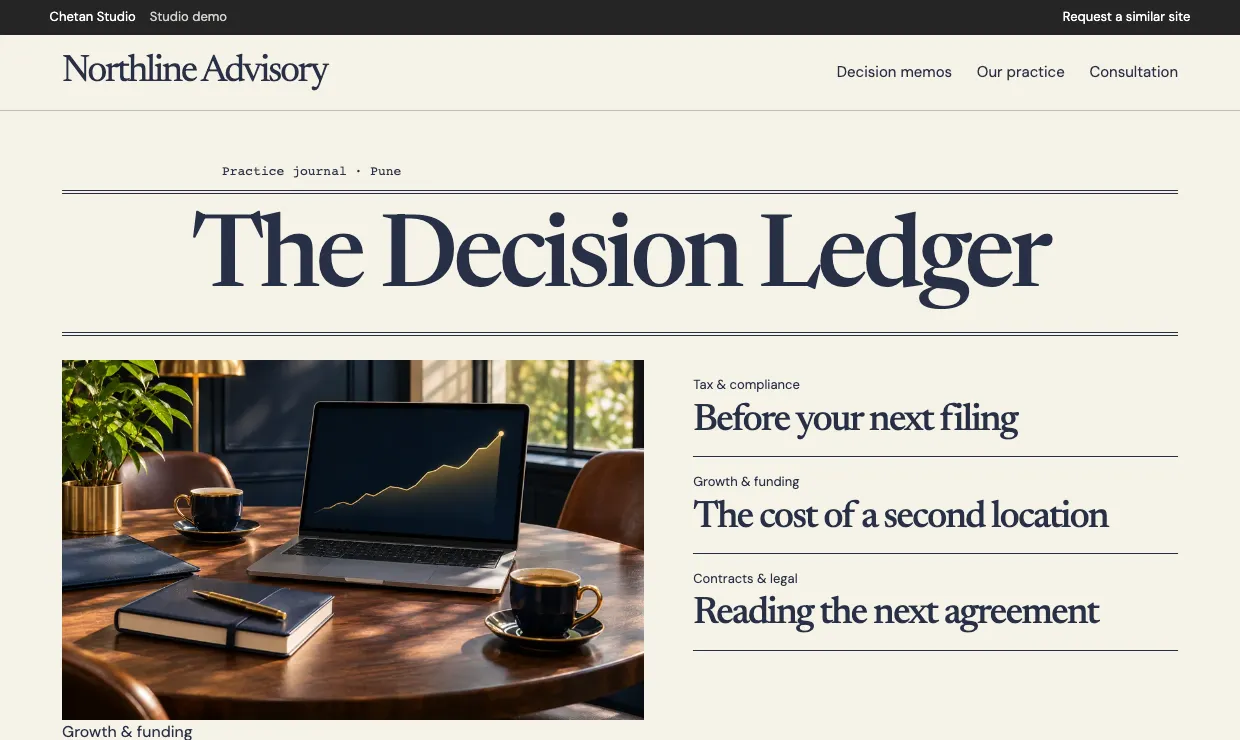 Chetan Studio Studio demo Request a similar site
Northline Advisory
Decision memos Our practice Consultation
Practice journal · Pune
The Decision Ledger
Tax & compliance
Before your next filing
Growth & funding
The cost of a second location
Contracts & legal
Reading the next agreement
Growth & funding